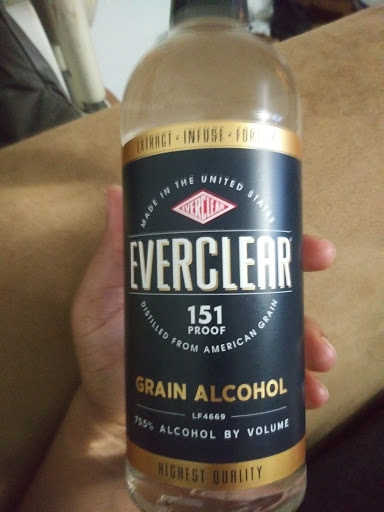 EXTRACT · INFUSE ·
MADE IN THE UNITED STATES
EVERCLEAR
EVERCLEAR
151
PROOF
DISTILLED FROM AMERICAN GRAIN
GRAIN ALCOHOL
LF4669
75.5% ALCOHOL BY VOLUME
HIGHEST QUALITY